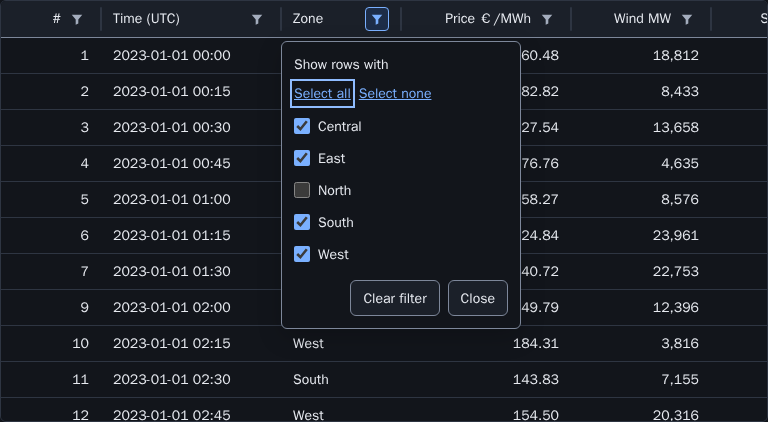 # Time (UTC) Zone Price €/MWh Wind MW S
Show rows with
Select all Select none
Central
East
North
South
West
Clear filter Close
1 2023-01-01 00:00 60.48 18,812
2 2023-01-01 00:15 82.82 8,433
3 2023-01-01 00:30 27.54 13,658
4 2023-01-01 00:45 76.76 4,635
5 2023-01-01 01:00 58.27 8,576
6 2023-01-01 01:15 24.84 23,961
7 2023-01-01 01:30 40.72 22,753
9 2023-01-01 02:00 49.79 12,396
10 2023-01-01 02:15 West 184.31 3,816
11 2023-01-01 02:30 South 143.83 7,155
12 2023-01-01 02:45 West 154.50 20,316